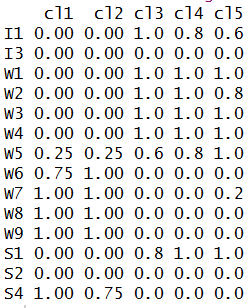 cl1 cl2 cl3 cl4 cl5
I1 0.00 0.00 1.0 0.8 0.6
I3 0.00 0.00 0.0 0.0 0.0
W1 0.00 0.00 1.0 1.0 1.0
W2 0.00 0.00 1.0 1.0 0.8
W3 0.00 0.00 1.0 1.0 1.0
W4 0.00 0.00 1.0 1.0 1.0
W5 0.25 0.25 0.6 0.8 1.0
W6 0.75 1.00 0.0 0.0 0.0
W7 1.00 1.00 0.0 0.0 0.2
W8 1.00 1.00 0.0 0.0 0.0
W9 1.00 1.00 0.0 0.0 0.0
S1 0.00 0.00 0.8 1.0 1.0
S2 0.00 0.00 0.0 0.0 0.0
S4 1.00 0.75 0.0 0.0 0.0